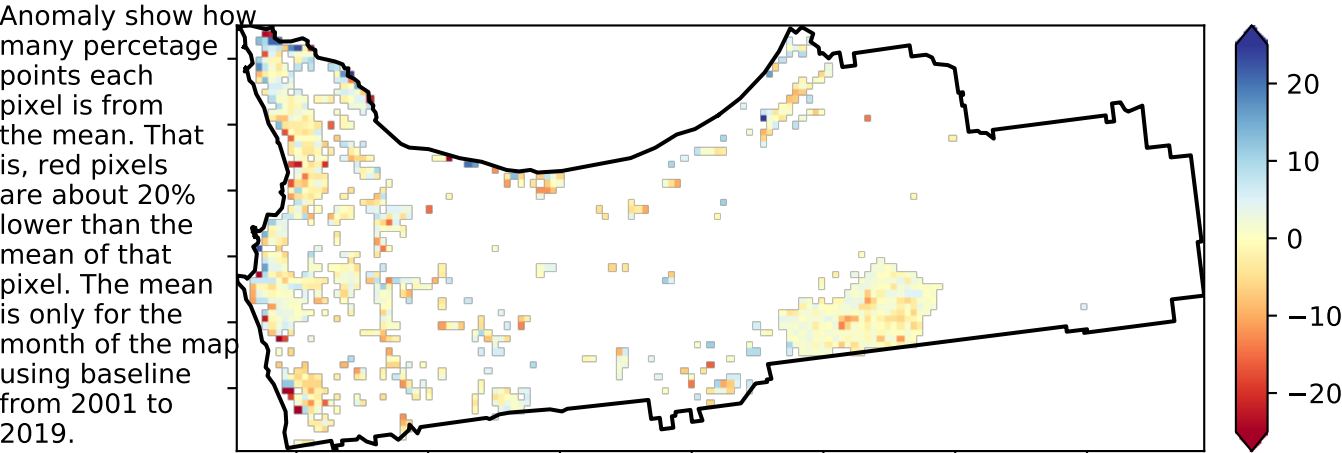 Anomaly show how
many percetage
points each
pixel is from
the mean. That
is, red pixels
are about 20%
lower than the
mean of that
pixel. The mean
is only for the
month of the map
using baseline
from 2001 to
2019.
20
10
0
−10
−20